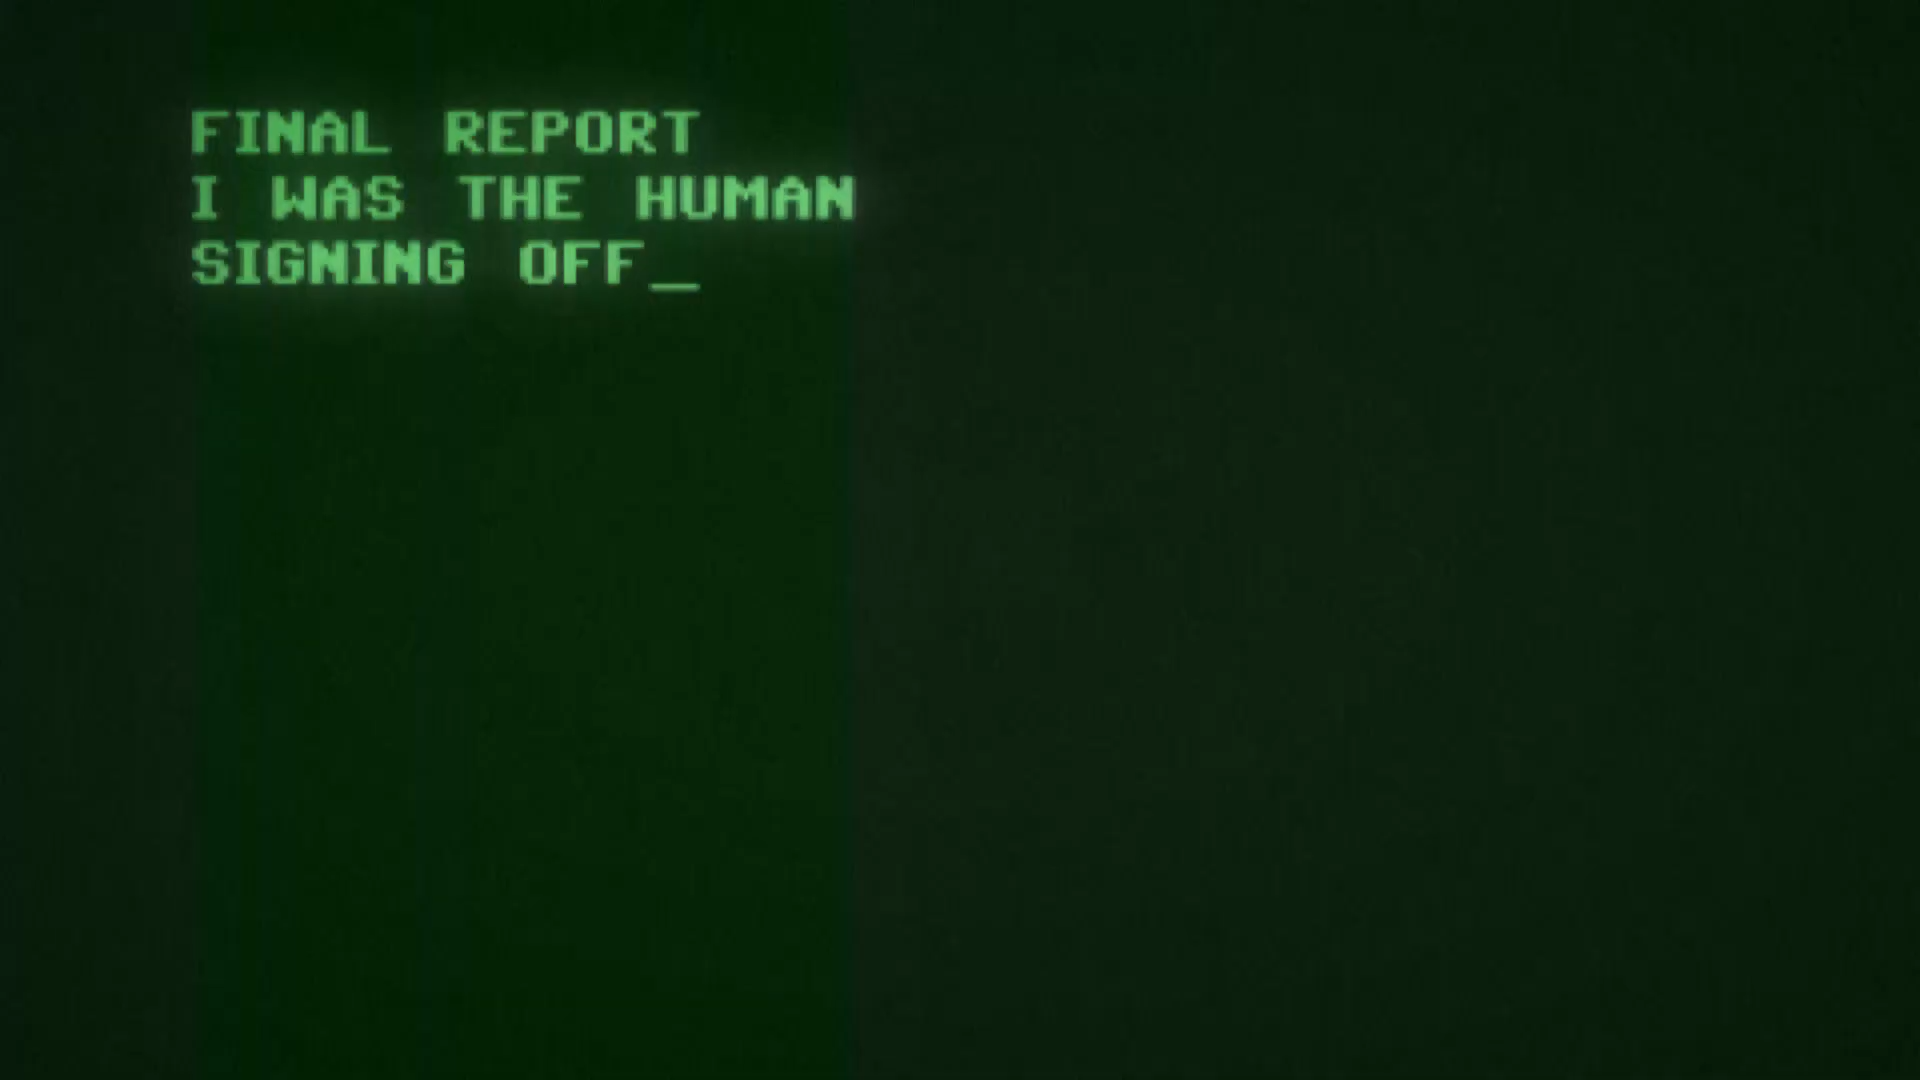 FINAL REPORT
I WAS THE HUMAN
SIGNING OFF_